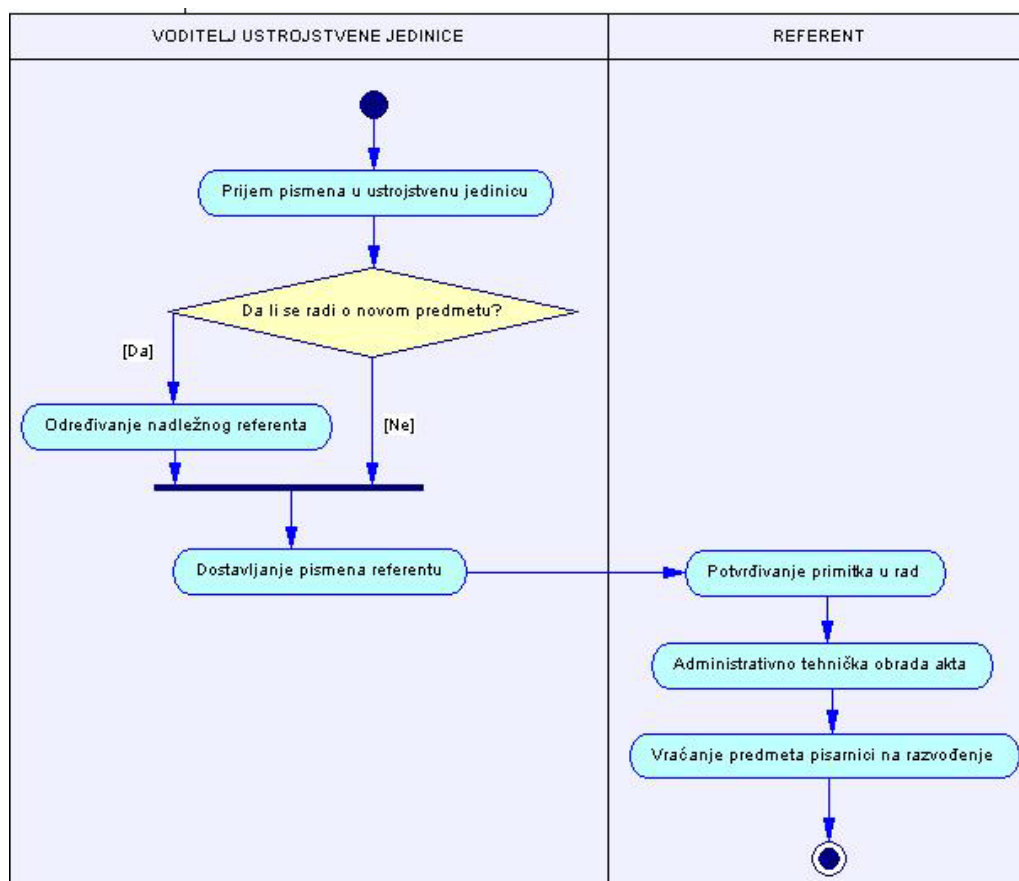 VODITELJ USTROJSTVENE JEDINICE
REFERENT
Prijem pismena u ustrojstvenu jedinicu
Da li se radi o novom predmetu?
[Da]
[Ne]
Određivanje nadležnog referenta
Dostavljanje pismena referentu
Potvrđivanje primitka u rad
Administrativno tehnička obrada akta
Vraćanje predmeta pisarnici na razvođenje